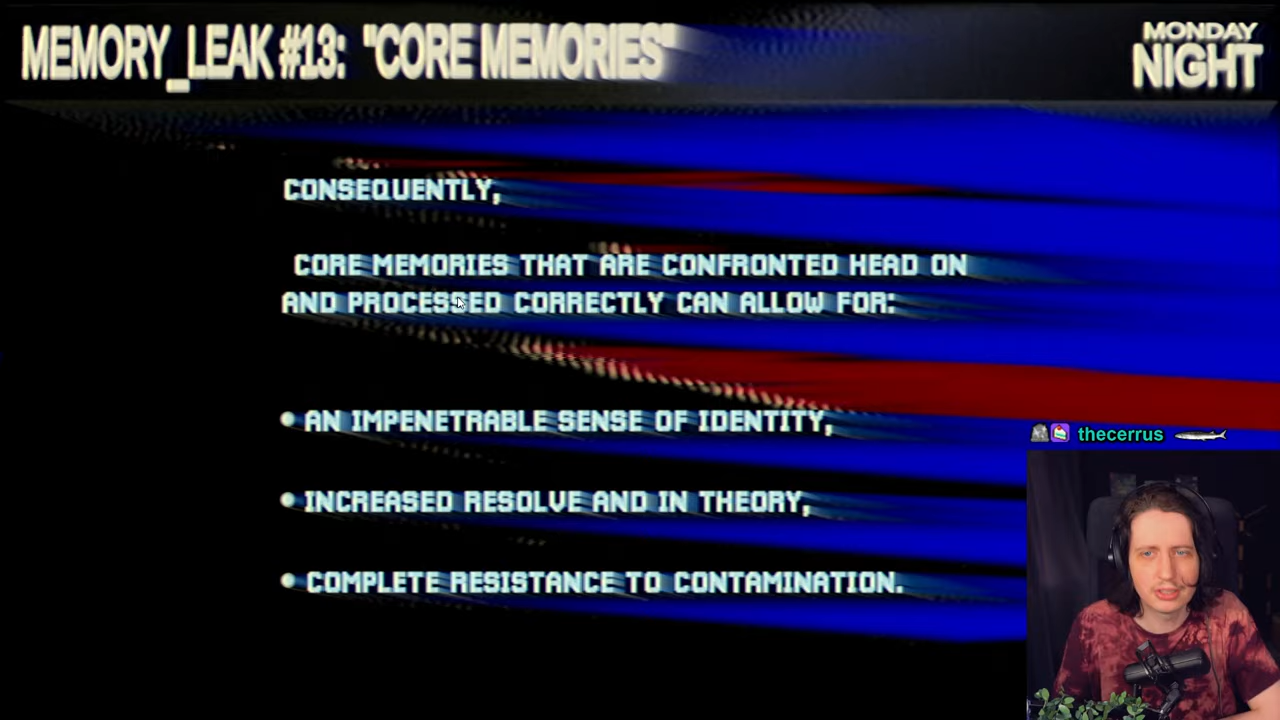 MEMORY_LEAK #13: "CORE MEMORIES"
MONDAY
NIGHT
CONSEQUENTLY,
CORE MEMORIES THAT ARE CONFRONTED HEAD ON
AND PROCESSED CORRECTLY CAN ALLOW FOR:
• AN IMPENETRABLE SENSE OF IDENTITY,
• INCREASED RESOLVE AND IN THEORY,
• COMPLETE RESISTANCE TO CONTAMINATION.
thecerrus